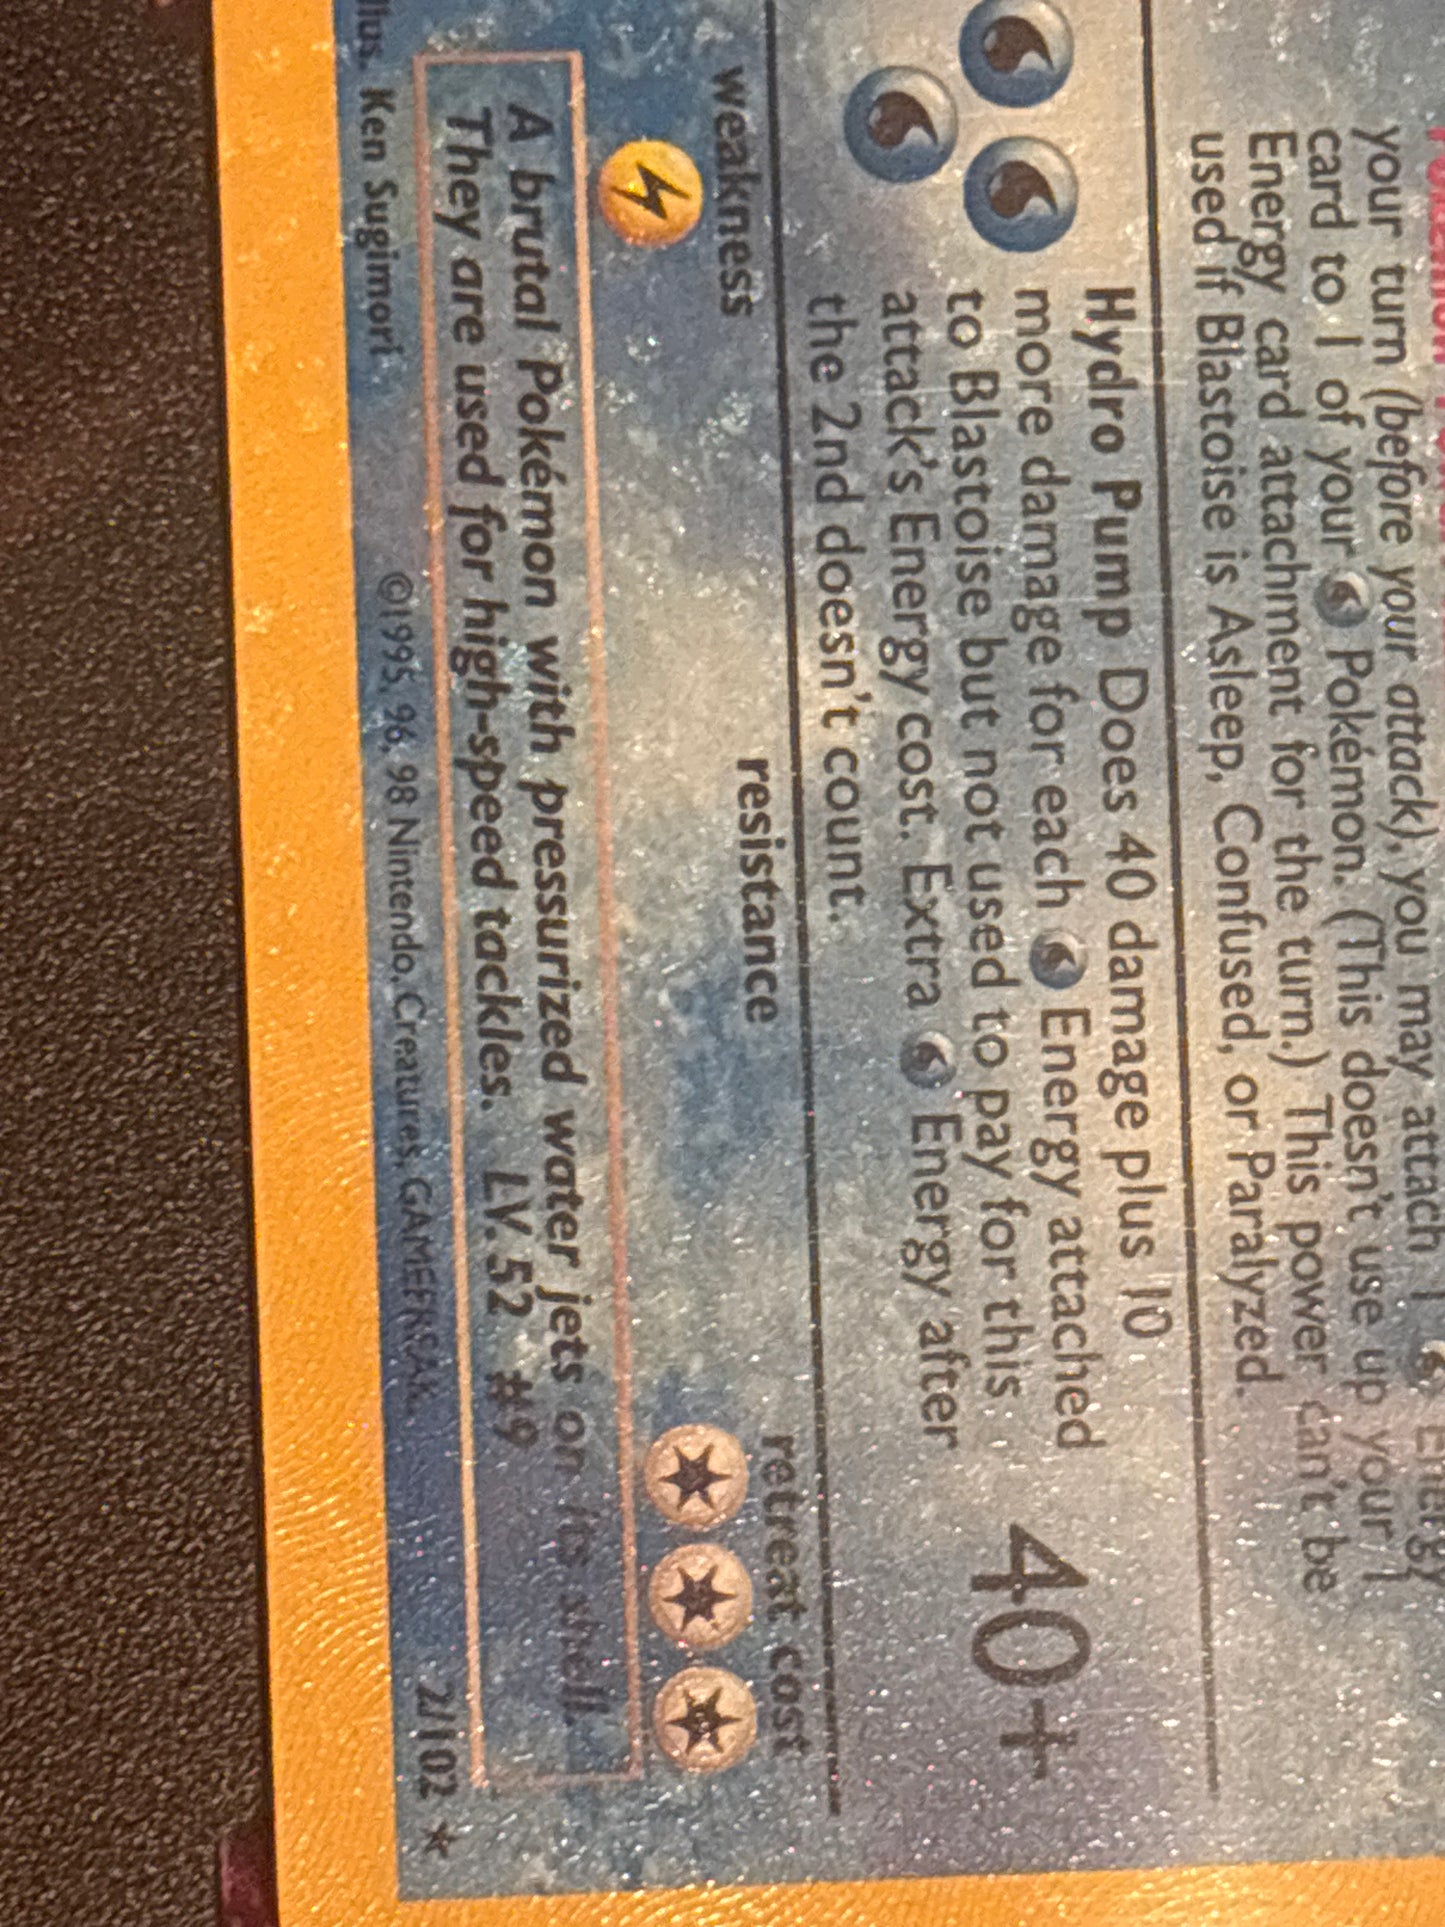 your turn (before your attack), you may attach 1 Energy
card to 1 of your Pokémon. (This doesn't use up your 1
Energy card attachment for the turn.) This power can't be
used if Blastoise is Asleep, Confused, or Paralyzed.
Hydro Pump Does 40 damage plus 10
more damage for each Energy attached
to Blastoise but not used to pay for this
attack's Energy cost. Extra Energy after
the 2nd doesn't count.
40+
weakness resistance retreat cost
A brutal Pokémon with pressurized water jets on its shell.
They are used for high-speed tackles. LV. 52 #9
Illus. Ken Sugimori ©1995, 96, 98 Nintendo, Creatures, GAMEFREAK. 2/102 ★